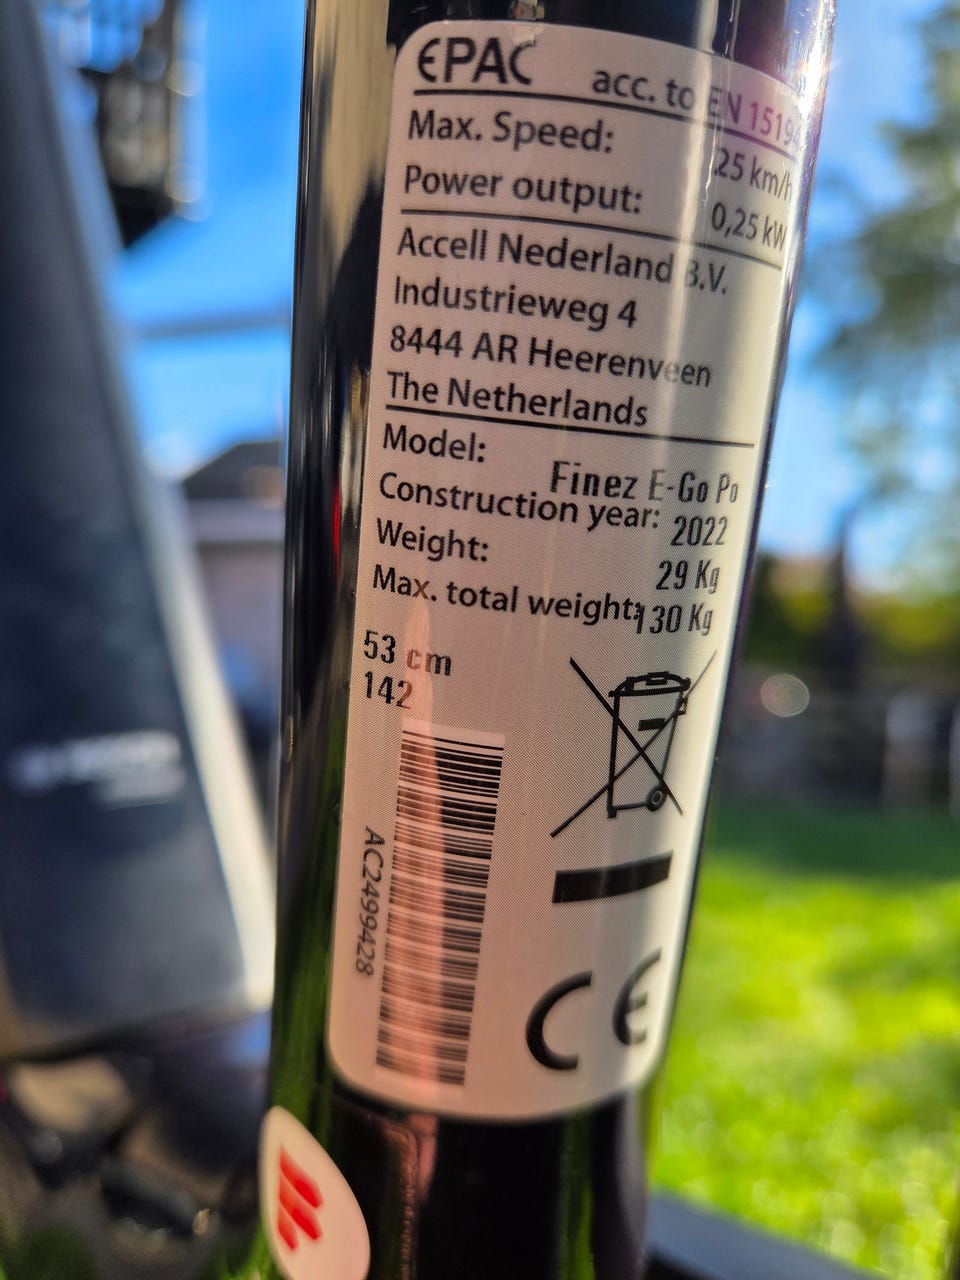 EPAC acc. to EN 15194
Max. Speed: 25 km/h
Power output: 0,25 kW
Accell Nederland B.V.
Industrieweg 4
8444 AR Heerenveen
The Netherlands
Model: Finez E-Go Po
Construction year: 2022
Weight: 29 Kg
Max. total weight: 130 Kg
53 cm
142
AC2499428
CE